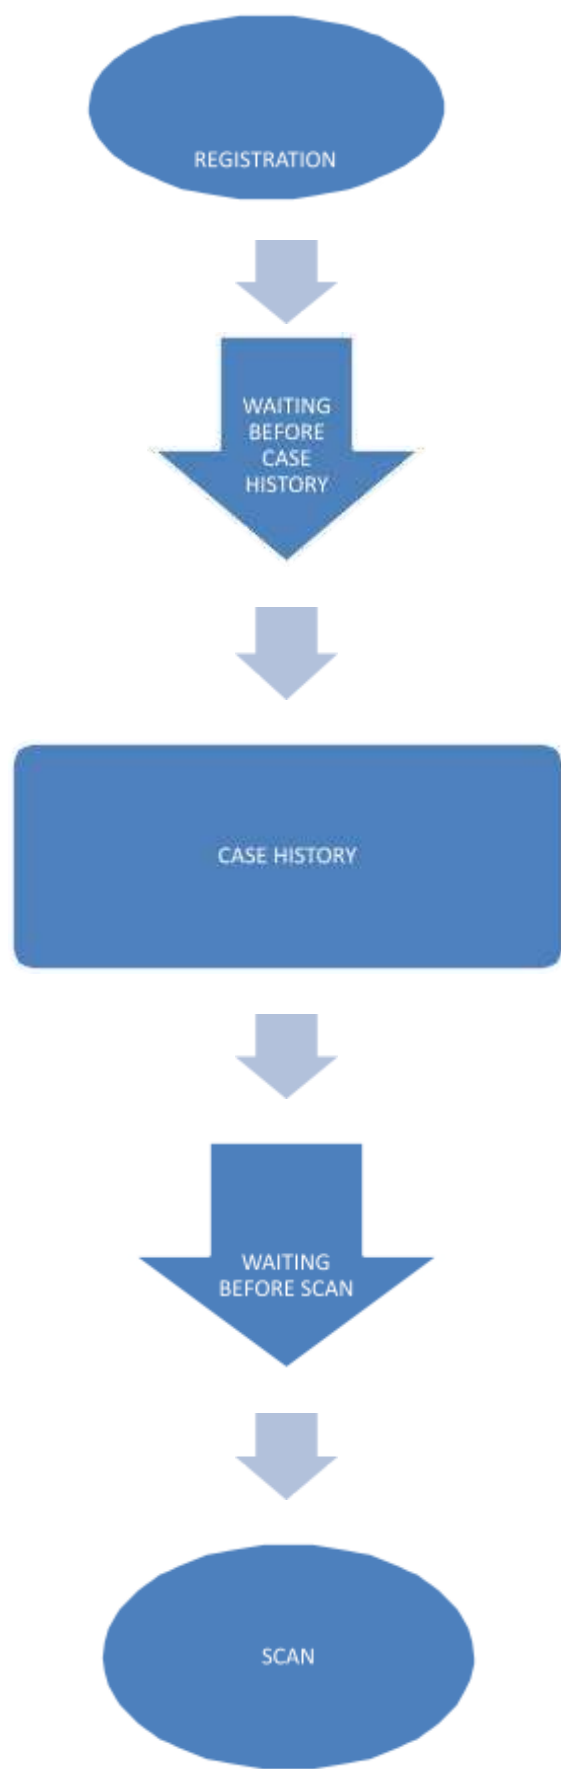 REGISTRATION
WAITING
BEFORE
CASE
HISTORY
CASE HISTORY
WAITING
BEFORE SCAN
SCAN